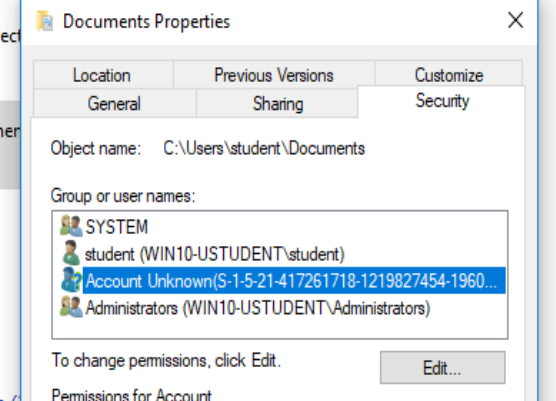 Documents Properties
Location Previous Versions Customize
General Sharing Security
Object name: C:\Users\student\Documents
Group or user names:
SYSTEM
student (WIN10-USTUDENT\student)
Account Unknown(S-1-5-21-417261718-1219827454-1960...
Administrators (WIN10-USTUDENT\Administrators)
To change permissions, click Edit.
Edit...
Permissions for Account